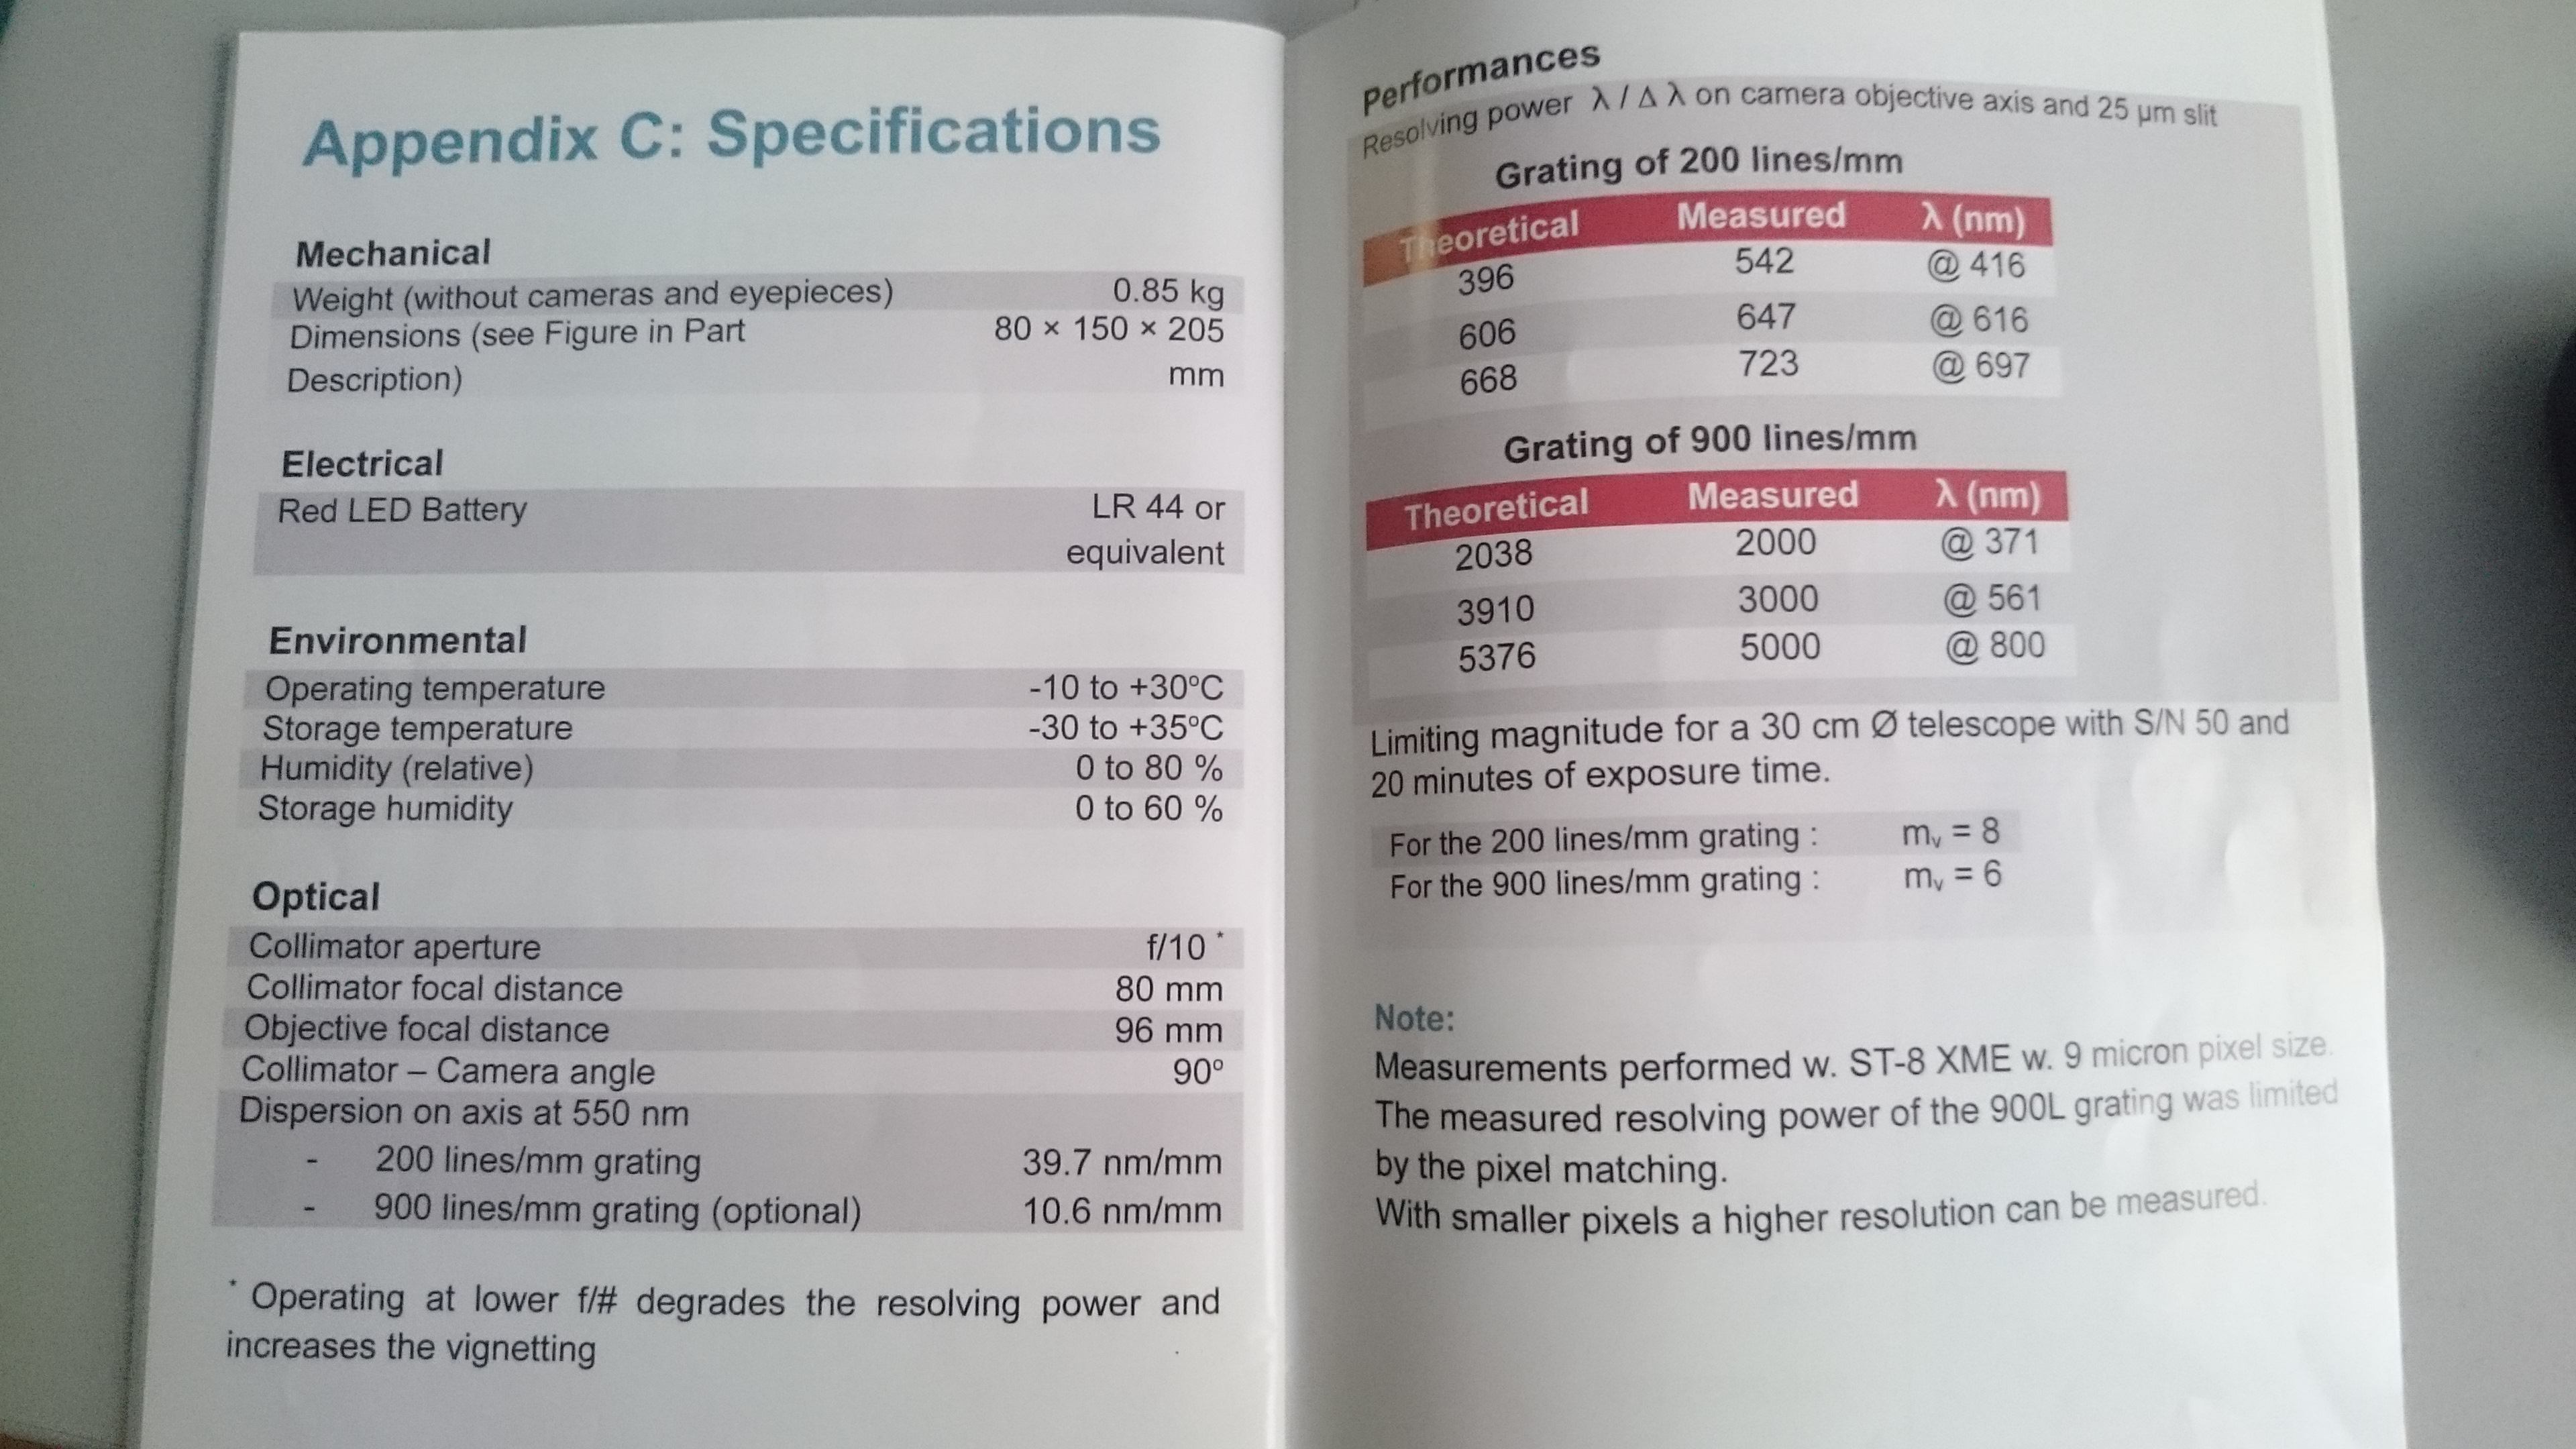 Appendix C: Specifications
Mechanical
Weight (without cameras and eyepieces) 0.85 kg
Dimensions (see Figure in Part 80 × 150 × 205
Description) mm
Electrical
Red LED Battery LR 44 or
equivalent
Environmental
Operating temperature -10 to +30ºC
Storage temperature -30 to +35ºC
Humidity (relative) 0 to 80 %
Storage humidity 0 to 60 %
Optical
Collimator aperture f/10 *
Collimator focal distance 80 mm
Objective focal distance 96 mm
Collimator – Camera angle 90º
Dispersion on axis at 550 nm
- 200 lines/mm grating 39.7 nm/mm
- 900 lines/mm grating (optional) 10.6 nm/mm
* Operating at lower f/# degrades the resolving power and
increases the vignetting
Performances
Resolving power λ / Δ λ on camera objective axis and 25 µm slit
Grating of 200 lines/mm
Theoretical Measured λ (nm)
396 542 @ 416
606 647 @ 616
668 723 @ 697
Grating of 900 lines/mm
Theoretical Measured λ (nm)
2038 2000 @ 371
3910 3000 @ 561
5376 5000 @ 800
Limiting magnitude for a 30 cm Ø telescope with S/N 50 and
20 minutes of exposure time.
For the 200 lines/mm grating : mv = 8
For the 900 lines/mm grating : mv = 6
Note:
Measurements performed w. ST-8 XME w. 9 micron pixel size.
The measured resolving power of the 900L grating was limited
by the pixel matching.
With smaller pixels a higher resolution can be measured.